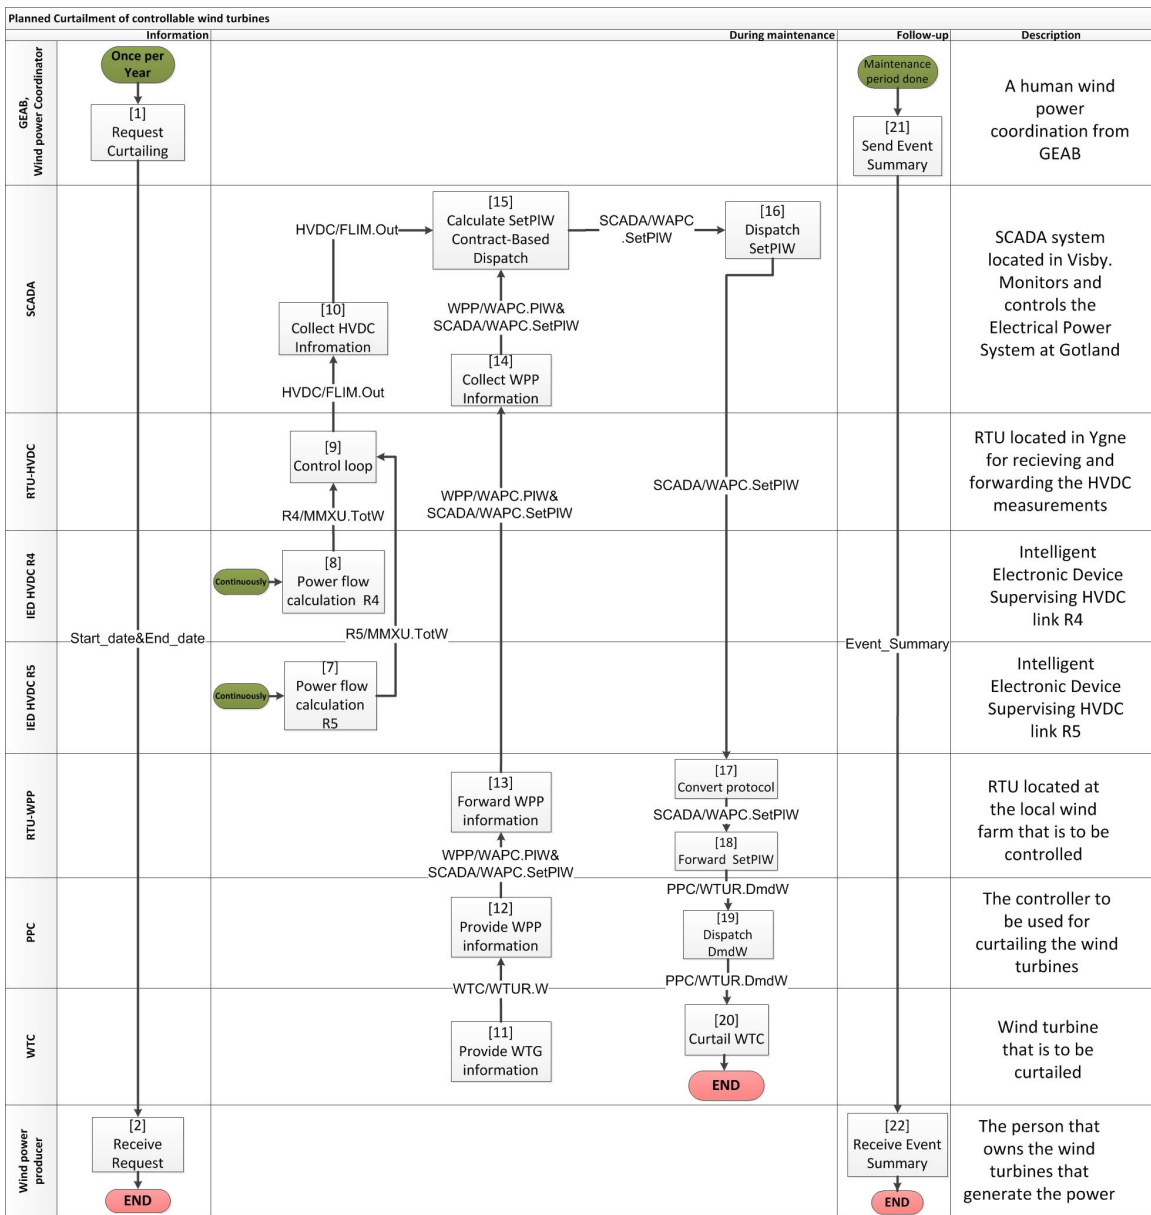 Planned Curtailment of controllable wind turbines
Information
During maintenance
Follow-up
Description
GEAB,
Wind power Coordinator
Once per
Year
[1]
Request
Curtailing
Maintenance
period done
[21]
Send Event
Summary
A human wind
power
coordination from
GEAB
SCADA
[15]
Calculate SetPIW
Contract-Based
Dispatch
HVDC/FLIM.Out
SCADA/WAPC
.SetPIW
[16]
Dispatch
SetPIW
[10]
Collect HVDC
Infromation
WPP/WAPC.PIW&
SCADA/WAPC.SetPIW
[14]
Collect WPP
Information
HVDC/FLIM.Out
SCADA system
located in Visby.
Monitors and
controls the
Electrical Power
System at Gotland
RTU-HVDC
[9]
Control loop
R4/MMXU.TotW
WPP/WAPC.PIW&
SCADA/WAPC.SetPIW
SCADA/WAPC.SetPIW
RTU located in Ygne
for recieving and
forwarding the HVDC
measurements
IED HVDC R4
Continuously
[8]
Power flow
calculation R4
Start_date&End_date
R5/MMXU.TotW
Event_Summary
Intelligent
Electronic Device
Supervising HVDC
link R4
IED HVDC R5
Continuously
[7]
Power flow
calculation
R5
Intelligent
Electronic Device
Supervising HVDC
link R5
RTU-WPP
[13]
Forward WPP
information
WPP/WAPC.PIW&
SCADA/WAPC.SetPIW
[17]
Convert protocol
SCADA/WAPC.SetPIW
[18]
Forward SetPIW
RTU located at
the local wind
farm that is to be
controlled
PPC
[12]
Provide WPP
information
WTC/WTUR.W
PPC/WTUR.DmdW
[19]
Dispatch
DmdW
PPC/WTUR.DmdW
The controller to
be used for
curtailing the wind
turbines
WTC
[11]
Provide WTG
information
[20]
Curtail WTC
END
Wind turbine
that is to be
curtailed
Wind power
producer
[2]
Receive
Request
END
[22]
Receive Event
Summary
END
The person that
owns the wind
turbines that
generate the power